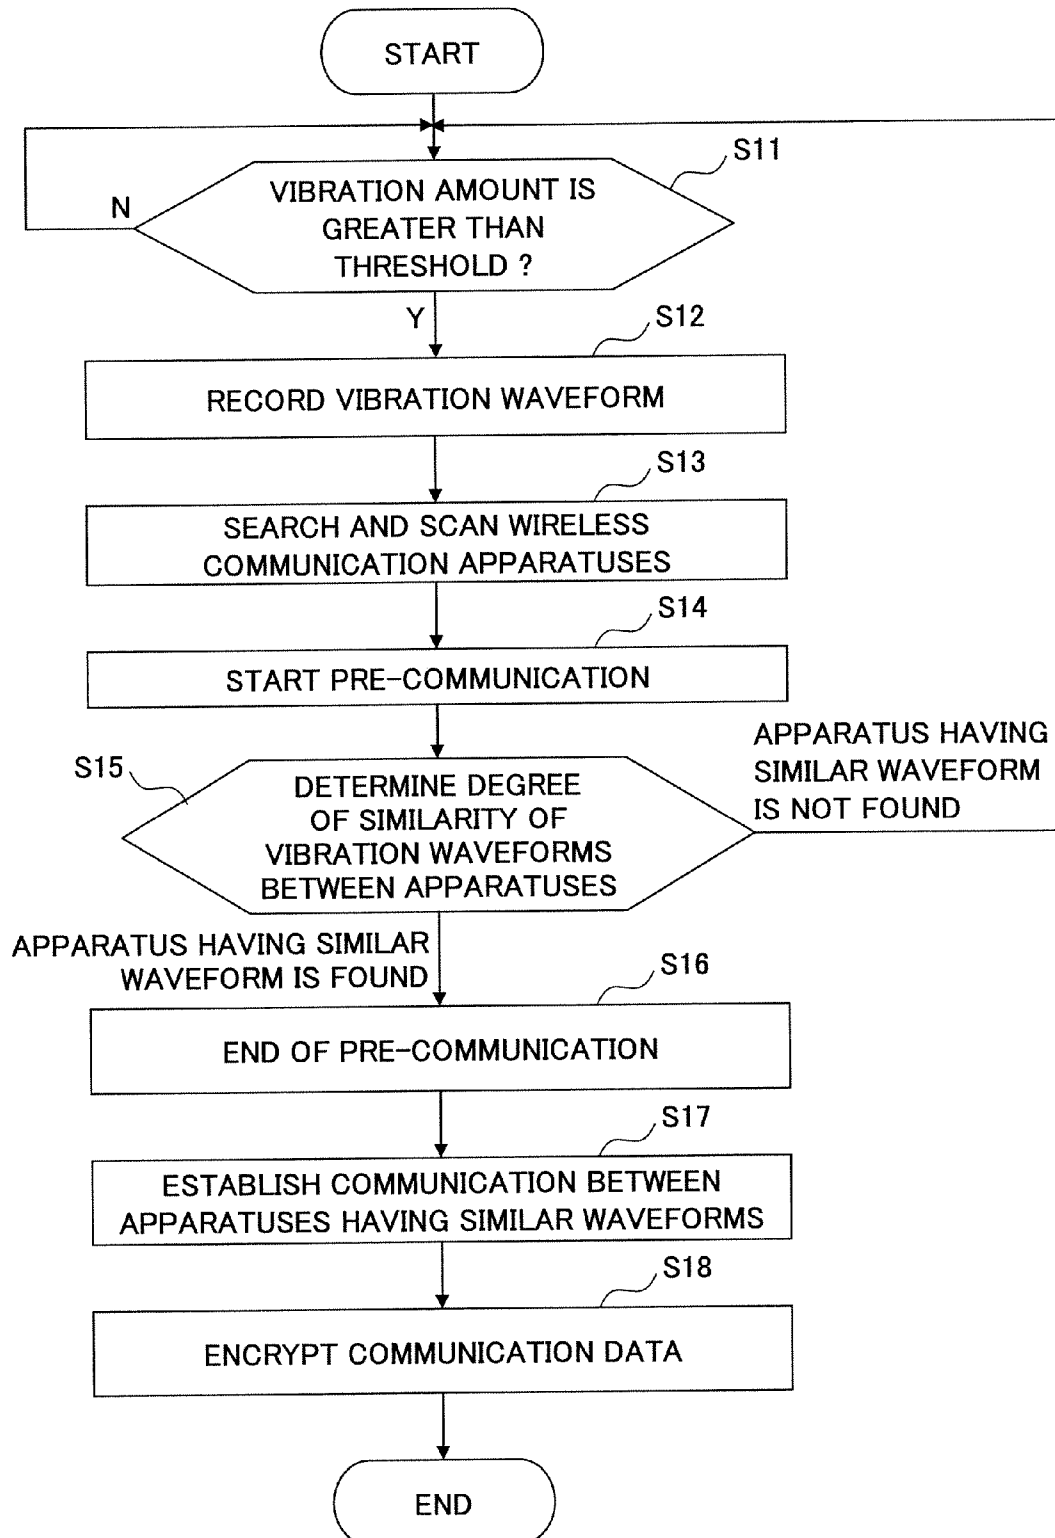 START
S11
VIBRATION AMOUNT IS
GREATER THAN
THRESHOLD ?
N
Y
S12
RECORD VIBRATION WAVEFORM
S13
SEARCH AND SCAN WIRELESS
COMMUNICATION APPARATUSES
S14
START PRE-COMMUNICATION
S15
DETERMINE DEGREE
OF SIMILARITY OF
VIBRATION WAVEFORMS
BETWEEN APPARATUSES
APPARATUS HAVING
SIMILAR WAVEFORM
IS NOT FOUND
APPARATUS HAVING SIMILAR
WAVEFORM IS FOUND
S16
END OF PRE-COMMUNICATION
S17
ESTABLISH COMMUNICATION BETWEEN
APPARATUSES HAVING SIMILAR WAVEFORMS
S18
ENCRYPT COMMUNICATION DATA
END